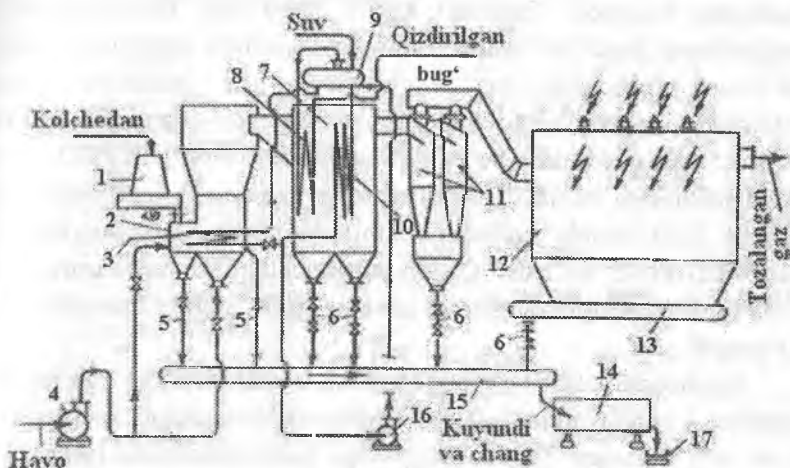 Suv
9
Qizdirilgan
bug‘
8
7
Kolchedan
1
2
3
10
11
12
Tozalangan
gaz
5
5
6
6
6
13
4
15
14
16
Kuyundi
va chang
17
Havo